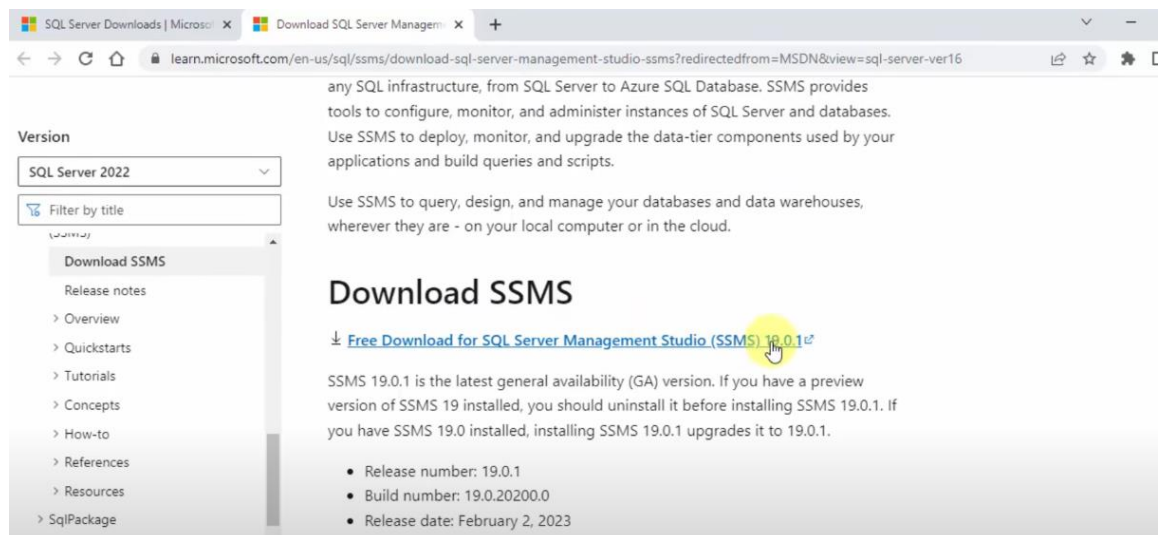 SQL Server Downloads | Microsof
Download SQL Server Managem
learn.microsoft.com/en-us/sql/ssms/download-sql-server-management-studio-ssms?redirectedfrom=MSDN&view=sql-server-ver16
any SQL infrastructure, from SQL Server to Azure SQL Database. SSMS provides
tools to configure, monitor, and administer instances of SQL Server and databases.
Use SSMS to deploy, monitor, and upgrade the data-tier components used by your
applications and build queries and scripts.
Use SSMS to query, design, and manage your databases and data warehouses,
wherever they are - on your local computer or in the cloud.
Version
SQL Server 2022
Filter by title
(SSMS)
Download SSMS
Release notes
Overview
Quickstarts
Tutorials
Concepts
How-to
References
Resources
SqlPackage
Download SSMS
Free Download for SQL Server Management Studio (SSMS) 19.0.1
SSMS 19.0.1 is the latest general availability (GA) version. If you have a preview
version of SSMS 19 installed, you should uninstall it before installing SSMS 19.0.1. If
you have SSMS 19.0 installed, installing SSMS 19.0.1 upgrades it to 19.0.1.
Release number: 19.0.1
Build number: 19.0.20200.0
Release date: February 2, 2023